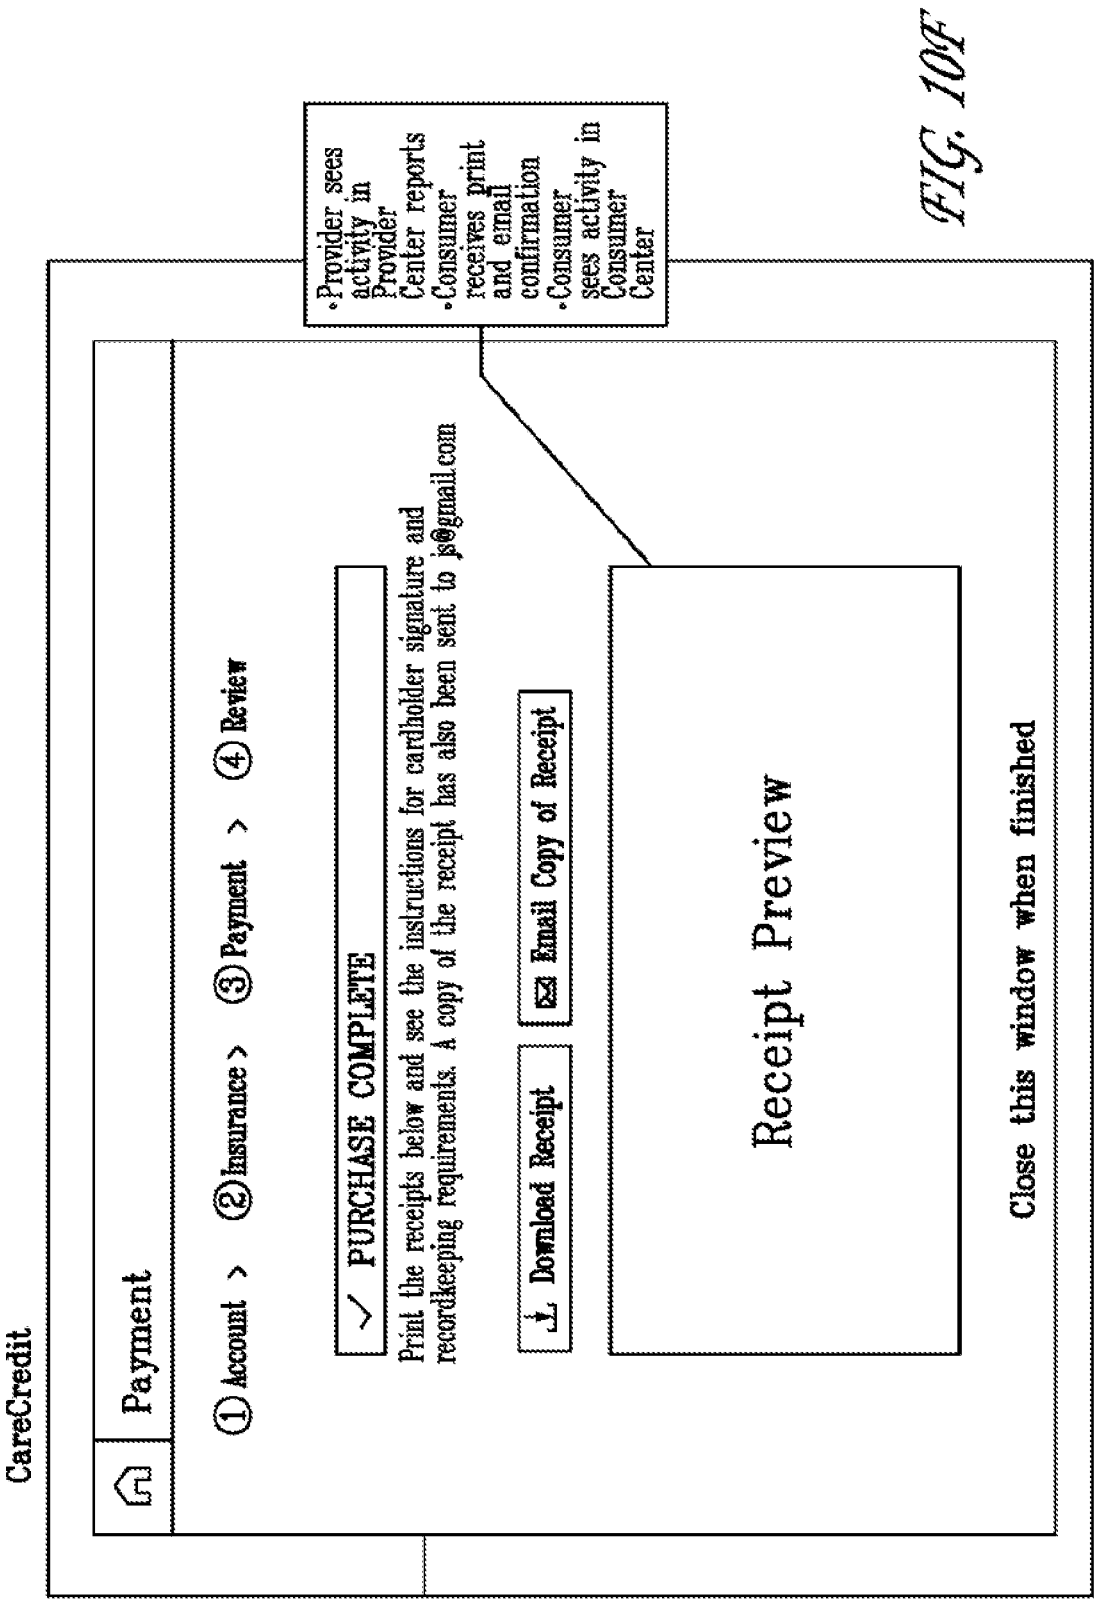 CareCredit
Payment
1 Account > 2 Insurance > 3 Payment > 4 Review
✓ PURCHASE COMPLETE
Print the receipts below and see the instructions for cardholder signature and
recordkeeping requirements. A copy of the receipt has also been sent to js@gmail.com
Download Receipt
Email Copy of Receipt
Receipt Preview
Close this window when finished
•Provider sees
activity in
Provider
Center reports
•Consumer
receives print
and email
confirmation
•Consumer
sees activity in
Consumer
Center
FIG. 10F